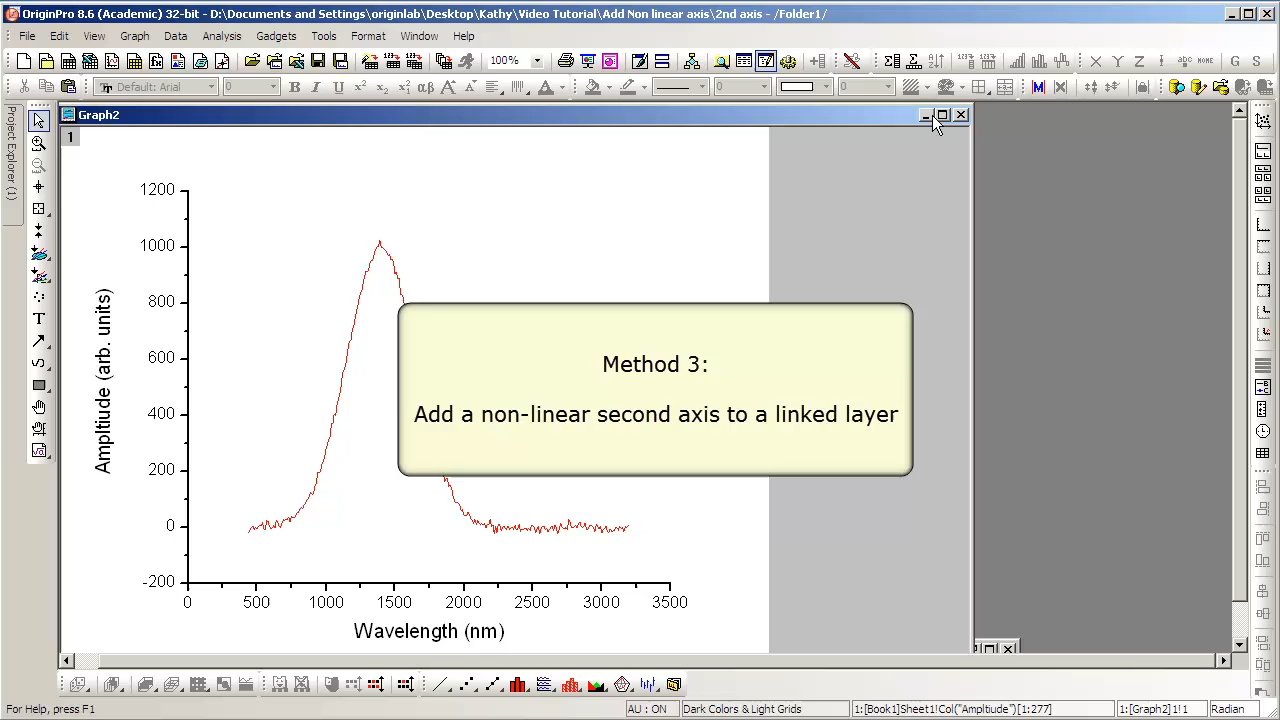 OriginPro 8.6 (Academic) 32-bit - D:\Documents and Settings\originlab\Desktop\Kathy\Video Tutorial\Add Non linear axis\2nd axis - /Folder1/
File Edit View Graph Data Analysis Gadgets Tools Format Window Help
100%
Default: Arial 0 B I U 0 0
Project Explorer (1)
Graph2
1
1200
1000
800
600
400
200
0
-200
0 500 1000 1500 2000 2500 3000 3500
Ampltiude (arb. units)
Wavelength (nm)
Method 3:
Add a non-linear second axis to a linked layer
For Help, press F1 AU : ON Dark Colors & Light Grids 1:[Book1]Sheet1!Col("Ampltiude")[1:277] 1:[Graph2]1!1 Radian